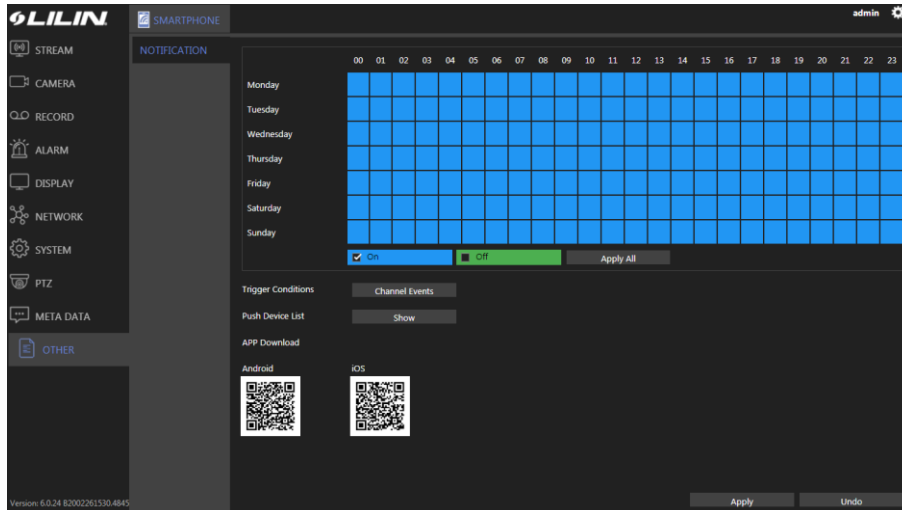 LILIN
SMARTPHONE
admin
STREAM
CAMERA
RECORD
ALARM
DISPLAY
NETWORK
SYSTEM
PTZ
META DATA
OTHER
NOTIFICATION
00 01 02 03 04 05 06 07 08 09 10 11 12 13 14 15 16 17 18 19 20 21 22 23
Monday
Tuesday
Wednesday
Thursday
Friday
Saturday
Sunday
On Off Apply All
Trigger Conditions Channel Events
Push Device List Show
APP Download
Android iOS
Version: 6.0.24 B2002261530.4845
Apply Undo